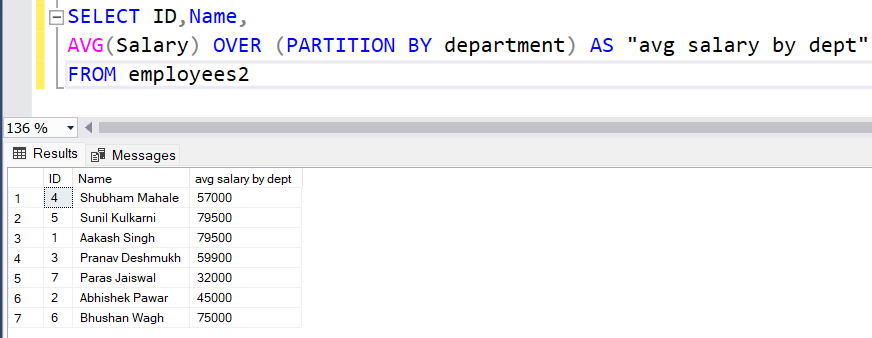 SELECT ID,Name,
AVG(Salary) OVER (PARTITION BY department) AS "avg salary by dept"
FROM employees2
136 %
Results Messages
ID Name avg salary by dept
1 4 Shubham Mahale 57000
2 5 Sunil Kulkarni 79500
3 1 Aakash Singh 79500
4 3 Pranav Deshmukh 59900
5 7 Paras Jaiswal 32000
6 2 Abhishek Pawar 45000
7 6 Bhushan Wagh 75000